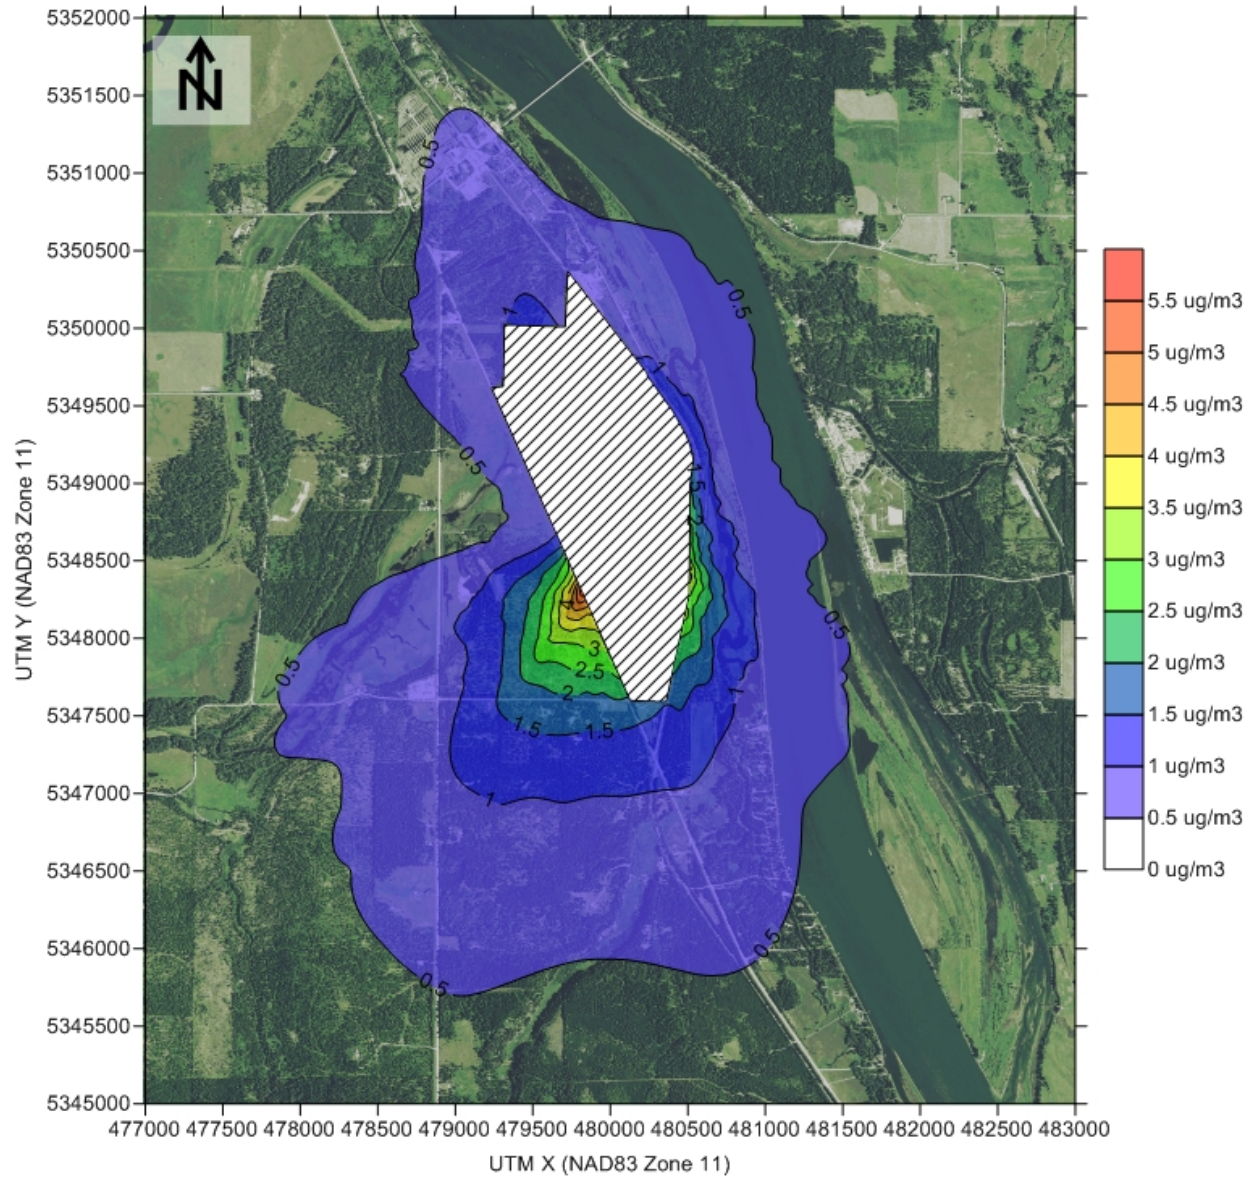 5352000
5351500
5351000
5350500
5350000
5349500
5349000
5348500
5348000
5347500
5347000
5346500
5346000
5345500
5345000
UTM Y (NAD83 Zone 11)
N
0.5
1
0.5
1
0.5
1.5
2
4
3
2.5
2
0.5
0.5
1
1.5
1.5
1
0.5
0.5
5.5 ug/m3
5 ug/m3
4.5 ug/m3
4 ug/m3
3.5 ug/m3
3 ug/m3
2.5 ug/m3
2 ug/m3
1.5 ug/m3
1 ug/m3
0.5 ug/m3
0 ug/m3
477000 477500 478000 478500 479000 479500 480000 480500 481000 481500 482000 482500 483000
UTM X (NAD83 Zone 11)